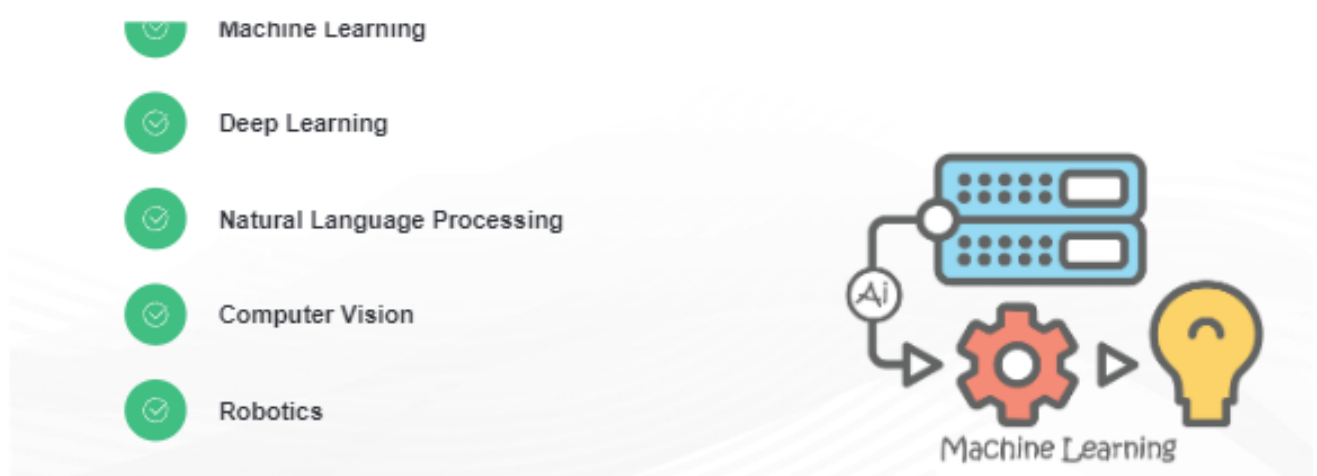 Machine Learning
Deep Learning
Natural Language Processing
Computer Vision
Robotics
Ai
Machine Learning